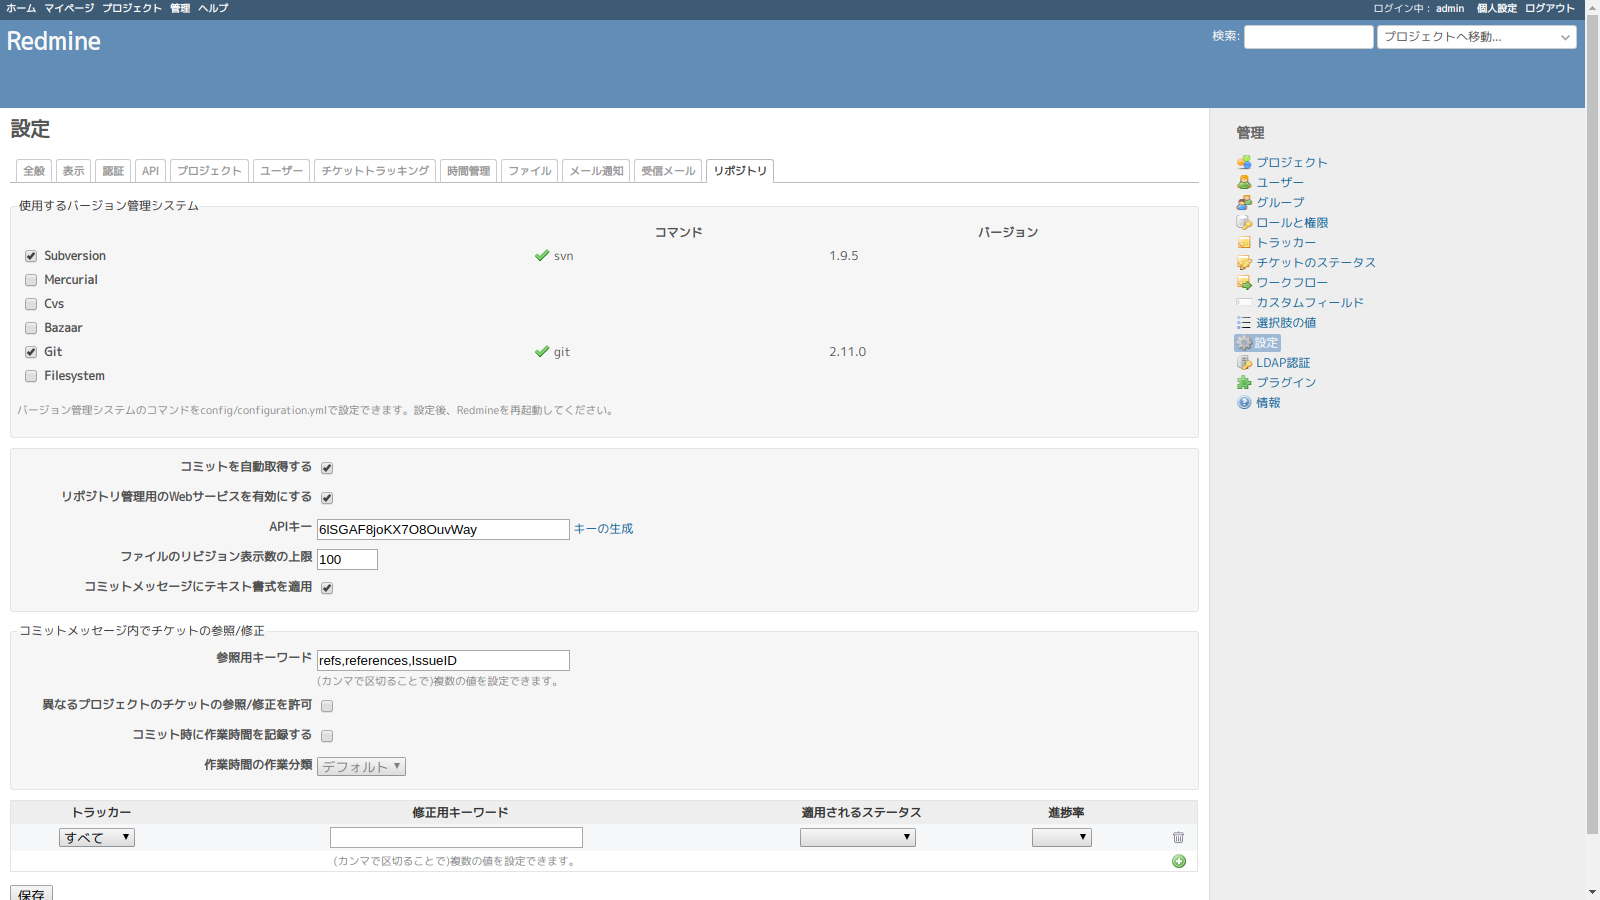 ホーム マイページ プロジェクト 管理 ヘルプ ログイン中： admin 個人設定 ログアウト
Redmine 検索: プロジェクトへ移動...
設定
全般 表示 認証 API プロジェクト ユーザー チケットトラッキング 時間管理 ファイル メール通知 受信メール リポジトリ
使用するバージョン管理システム
コマンド バージョン
Subversion svn 1.9.5
Mercurial
Cvs
Bazaar
Git git 2.11.0
Filesystem
バージョン管理システムのコマンドをconfig/configuration.ymlで設定できます。設定後、Redmineを再起動してください。
コミットを自動取得する
リポジトリ管理用のWebサービスを有効にする
APIキー 6lSGAF8joKX7O8OuvWay キーの生成
ファイルのリビジョン表示数の上限 100
コミットメッセージにテキスト書式を適用
コミットメッセージ内でチケットの参照/修正
参照用キーワード refs,references,IssueID
(カンマで区切ることで)複数の値を設定できます。
異なるプロジェクトのチケットの参照/修正を許可
コミット時に作業時間を記録する
作業時間の作業分類 デフォルト
トラッカー 修正用キーワード 適用されるステータス 進捗率
すべて
(カンマで区切ることで)複数の値を設定できます。
保存
管理
プロジェクト
ユーザー
グループ
ロールと権限
トラッカー
チケットのステータス
ワークフロー
カスタムフィールド
選択肢の値
設定
LDAP認証
プラグイン
情報